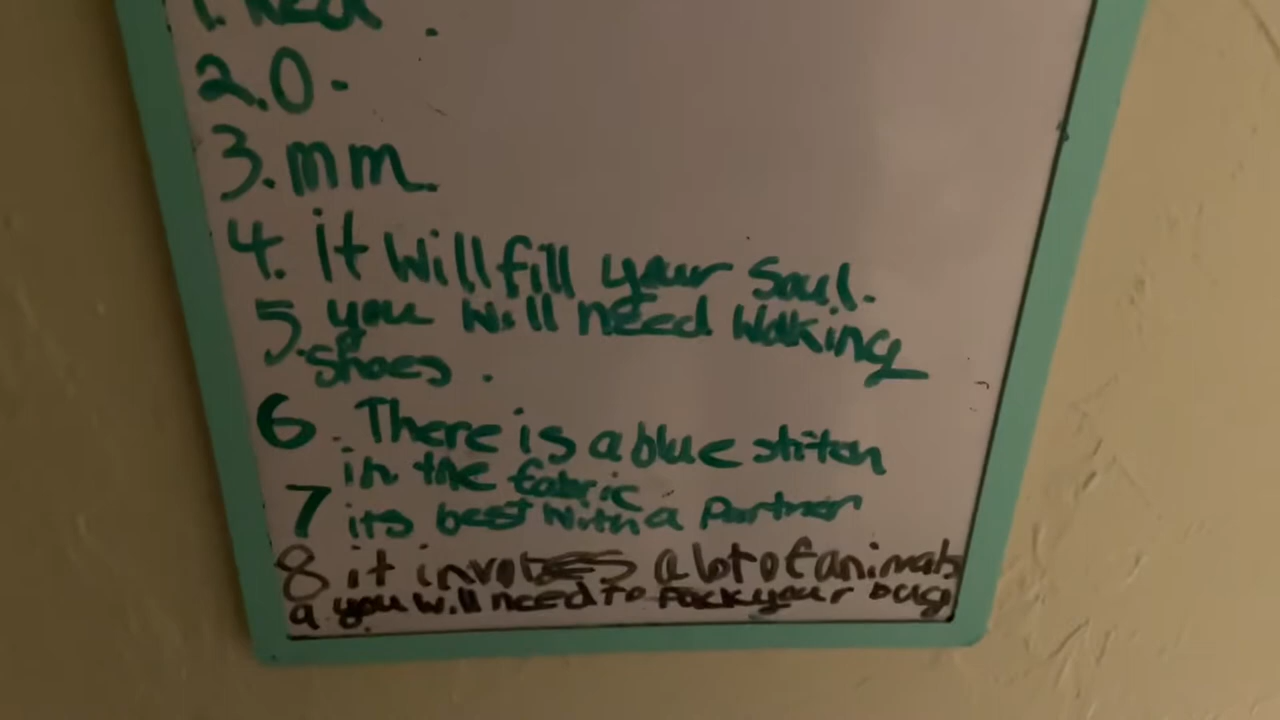 2.0-
3.mm.
4. it will fill your Soul.
5. you will need Walking
Shoes.
6. There is a blue stitch
in the fabric
7 its best With a Partner
8 it involves a lot of animals
9 you will need to Pack your bag